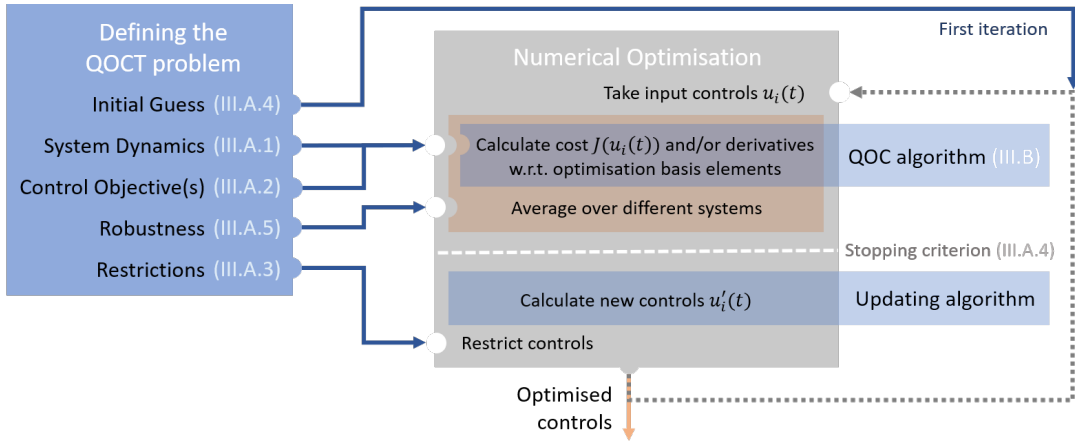 Defining the
QOCT problem
Initial Guess (III.A.4)
System Dynamics (III.A.1)
Control Objective(s) (III.A.2)
Robustness (III.A.5)
Restrictions (III.A.3)
First iteration
Numerical Optimisation
Take input controls u_i(t)
Calculate cost J(u_i(t)) and/or derivatives
w.r.t. optimisation basis elements
QOC algorithm (III.B)
Average over different systems
Stopping criterion (III.A.4)
Calculate new controls u'_i(t)
Updating algorithm
Restrict controls
Optimised
controls